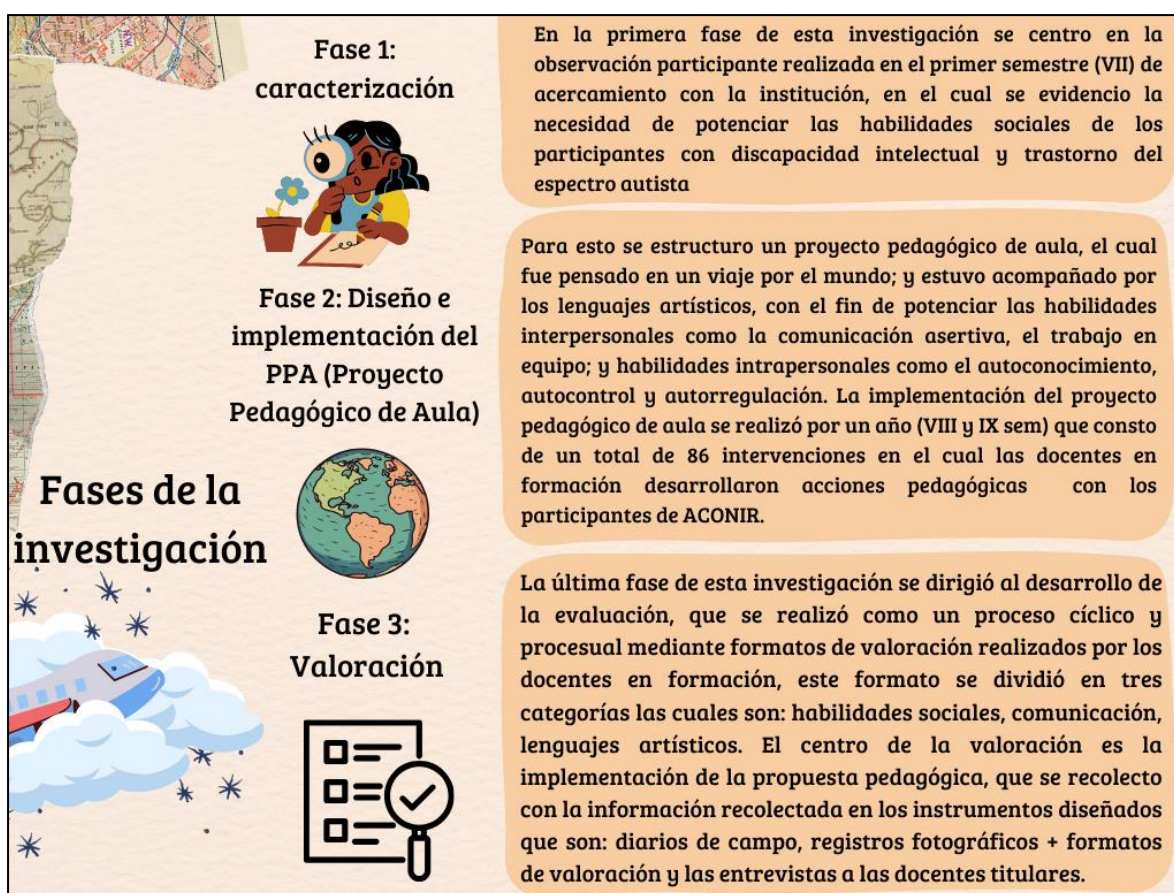 Fases de la
investigación
Fase 1:
caracterización
En la primera fase de esta investigación se centro en la
observación participante realizada en el primer semestre (VII) de
acercamiento con la institución, en el cual se evidencio la
necesidad de potenciar las habilidades sociales de los
participantes con discapacidad intelectual y trastorno del
espectro autista
Fase 2: Diseño e
implementación del
PPA (Proyecto
Pedagógico de Aula)
Para esto se estructuro un proyecto pedagógico de aula, el cual
fue pensado en un viaje por el mundo; y estuvo acompañado por
los lenguajes artísticos, con el fin de potenciar las habilidades
interpersonales como la comunicación asertiva, el trabajo en
equipo; y habilidades intrapersonales como el autoconocimiento,
autocontrol y autorregulación. La implementación del proyecto
pedagógico de aula se realizó por un año (VIII y IX sem) que consto
de un total de 86 intervenciones en el cual las docentes en
formación desarrollaron acciones pedagógicas con los
participantes de ACONIR.
Fase 3:
Valoración
La última fase de esta investigación se dirigió al desarrollo de
la evaluación, que se realizó como un proceso cíclico y
procesual mediante formatos de valoración realizados por los
docentes en formación, este formato se dividió en tres
categorías las cuales son: habilidades sociales, comunicación,
lenguajes artísticos. El centro de la valoración es la
implementación de la propuesta pedagógica, que se recolecto
con la información recolectada en los instrumentos diseñados
que son: diarios de campo, registros fotográficos + formatos
de valoración y las entrevistas a las docentes titulares.